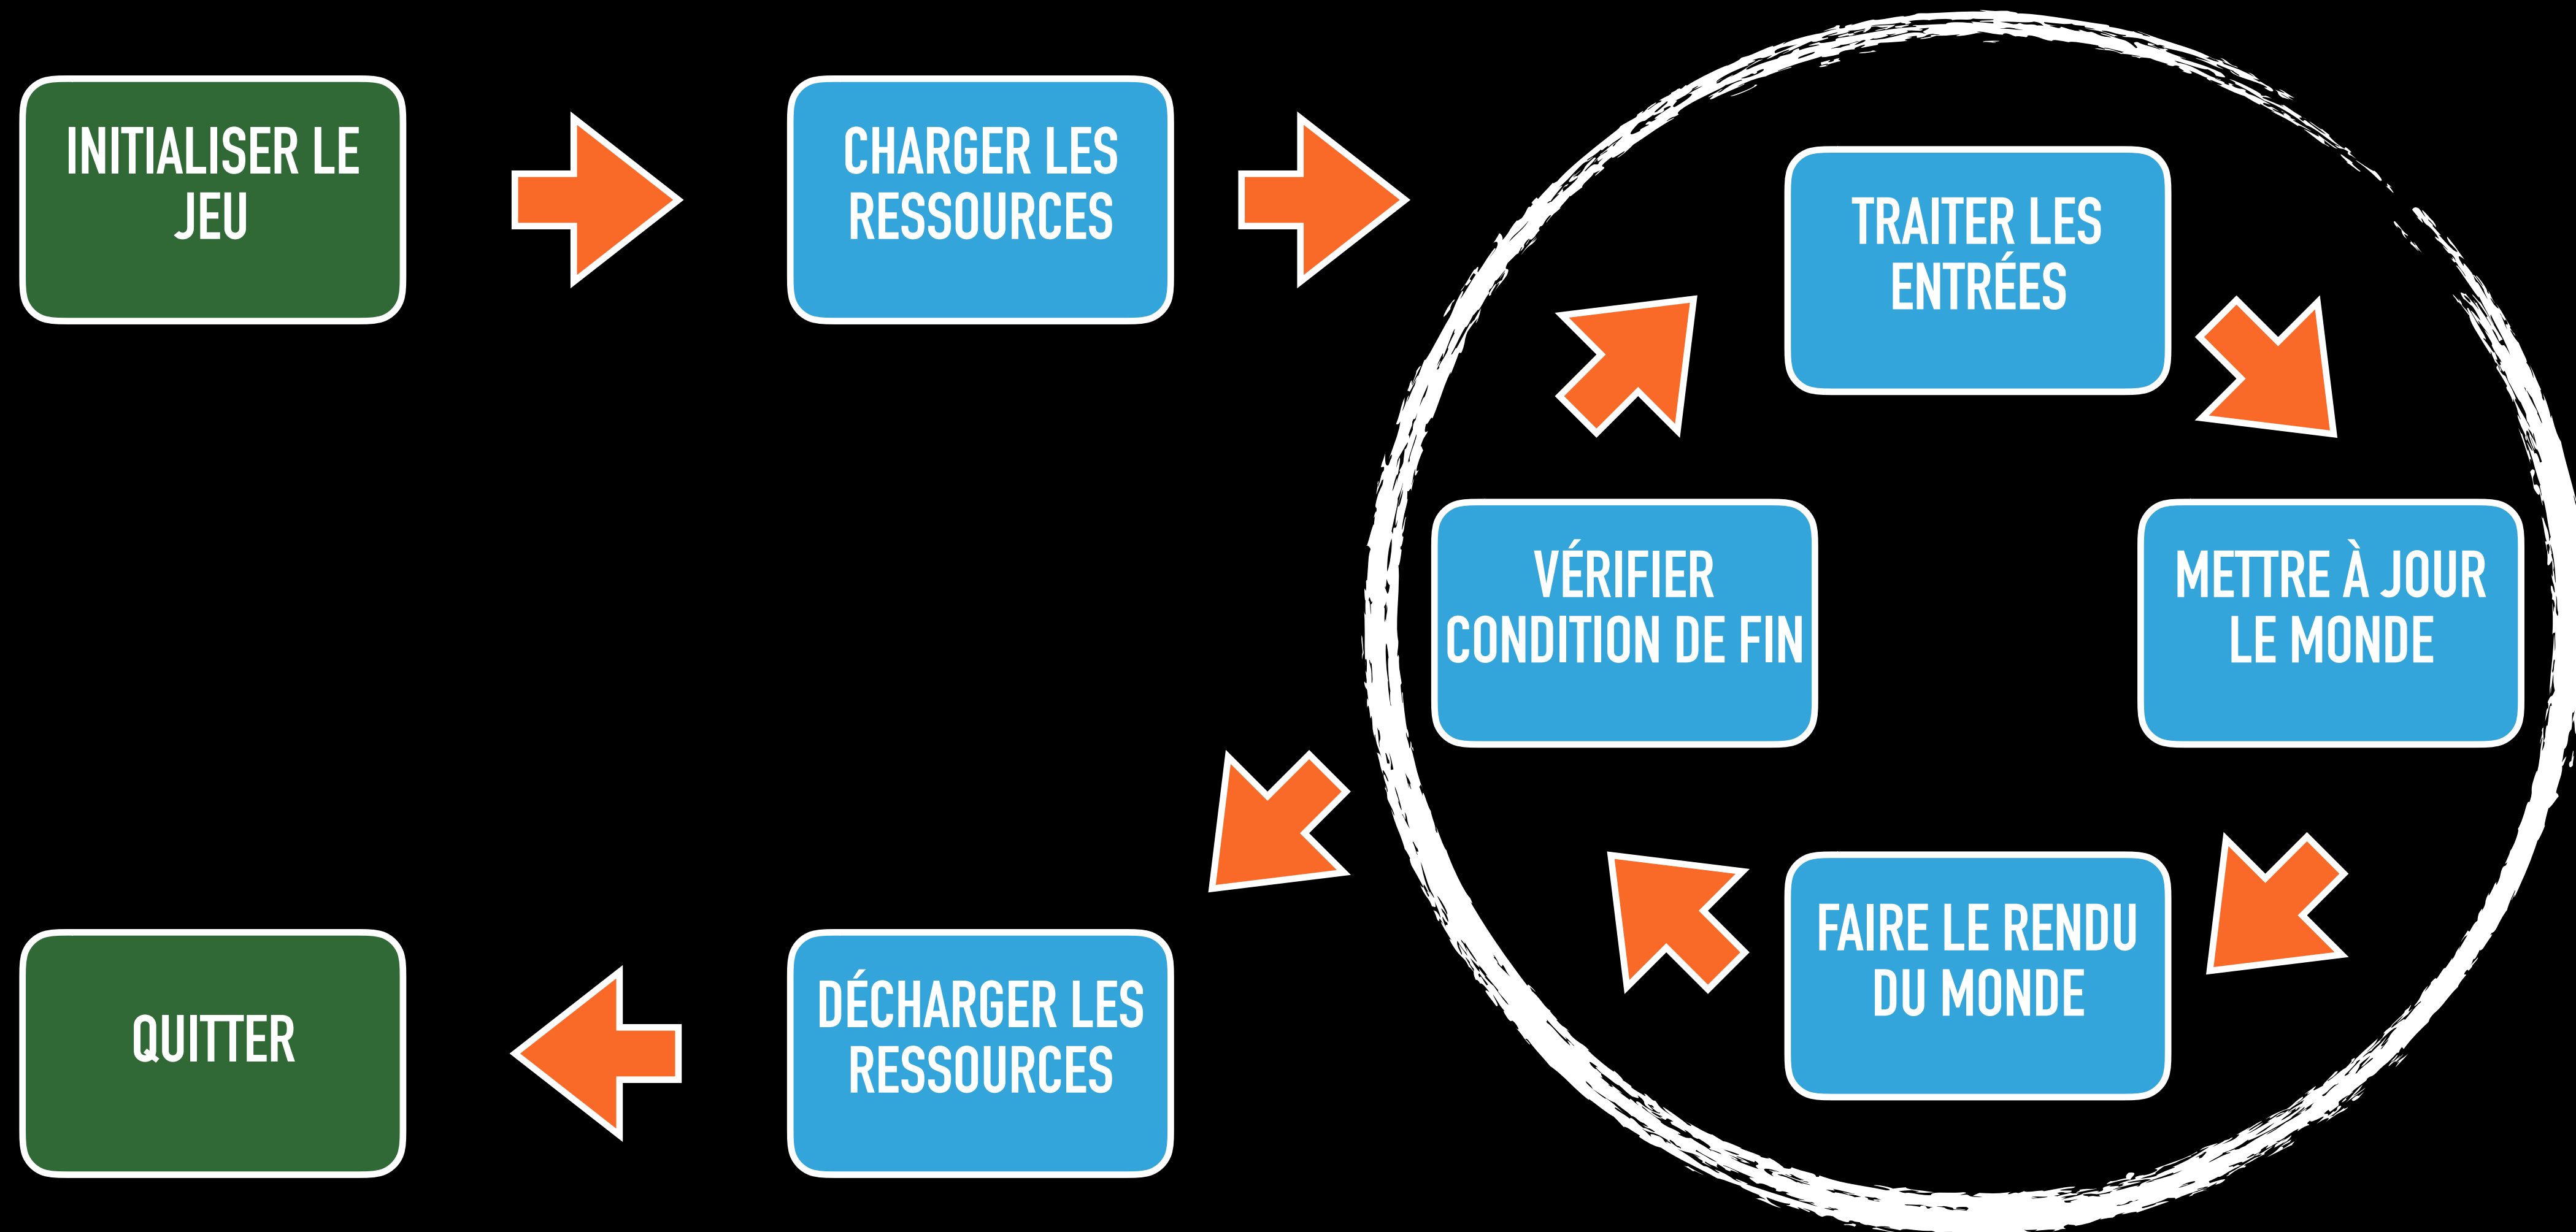 INITIALISER LE
JEU
CHARGER LES
RESSOURCES
TRAITER LES
ENTRÉES
METTRE À JOUR
LE MONDE
FAIRE LE RENDU
DU MONDE
VÉRIFIER
CONDITION DE FIN
DÉCHARGER LES
RESSOURCES
QUITTER